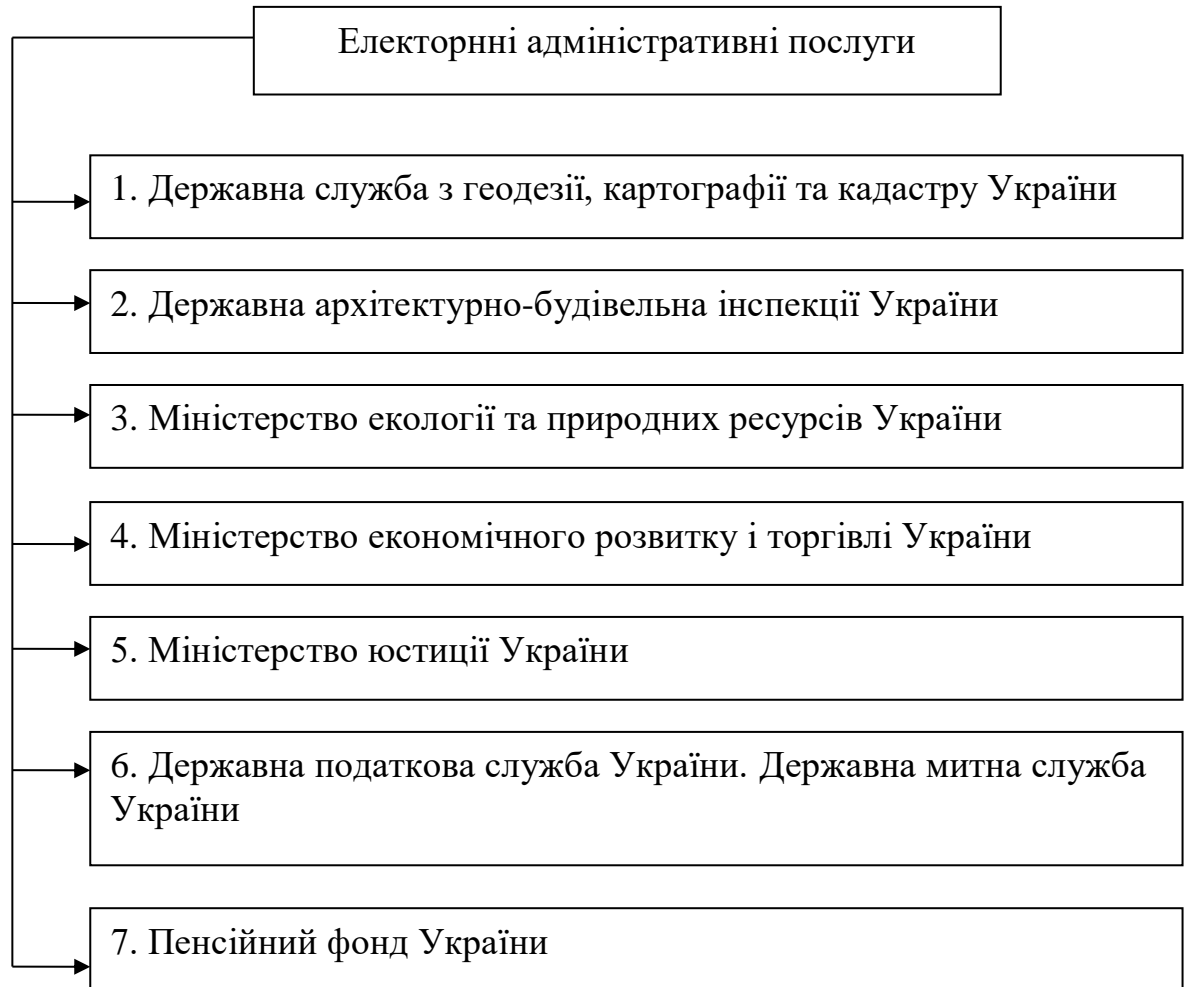 Електорнні адміністративні послуги
1. Державна служба з геодезії, картографії та кадастру України
2. Державна архітектурно-будівельна інспекції України
3. Міністерство екології та природних ресурсів України
4. Міністерство економічного розвитку і торгівлі України
5. Міністерство юстиції України
6. Державна податкова служба України. Державна митна служба
України
7. Пенсійний фонд України